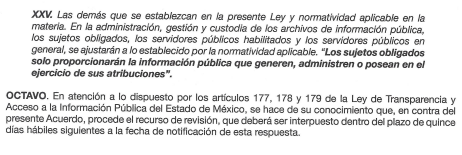 XXV. Las demás que se establezcan en la presente Ley y normatividad aplicable en la
materia. En la administración, gestión y custodia de los archivos de información pública,
los sujetos obligados, los servidores públicos habilitados y los servidores públicos en
general, se ajustarán a lo establecido por la normatividad aplicable. "Los sujetos obligados
solo proporcionarán la información pública que generen, administren o posean en el
ejercicio de sus atribuciones".
OCTAVO. En atención a lo dispuesto por los artículos 177, 178 y 179 de la Ley de Transparencia y
Acceso a la Información Pública del Estado de México, se hace de su conocimiento que, en contra del
presente Acuerdo, procede el recurso de revisión, que deberá ser interpuesto dentro del plazo de quince
días hábiles siguientes a la fecha de notificación de esta respuesta.